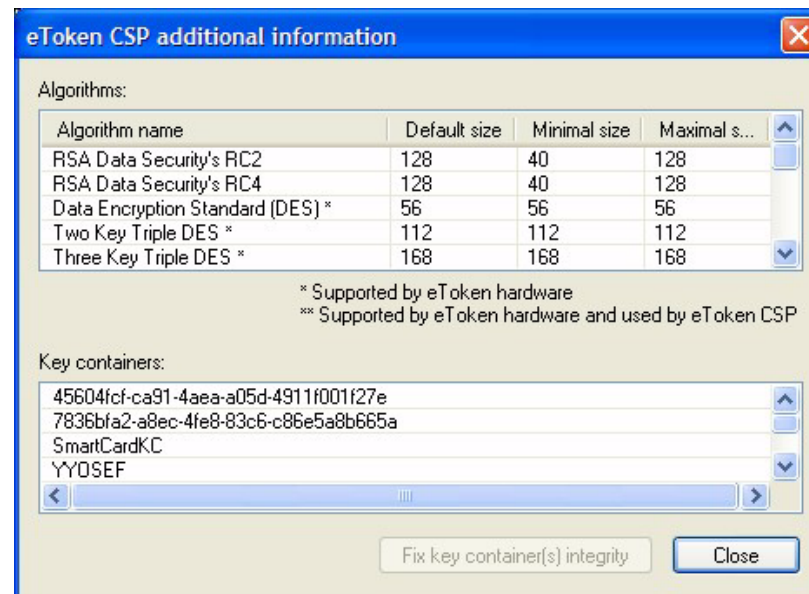 eToken CSP additional information
Algorithms:
Algorithm name Default size Minimal size Maximal s...
RSA Data Security's RC2 128 40 128
RSA Data Security's RC4 128 40 128
Data Encryption Standard (DES) * 56 56 56
Two Key Triple DES * 112 112 112
Three Key Triple DES * 168 168 168
* Supported by eToken hardware
** Supported by eToken hardware and used by eToken CSP
Key containers:
45604fcf-ca91-4aea-a05d-4911f001f27e
7836bfa2-a8ec-4fe8-83c6-c86e5a8b665a
SmartCardKC
YYOSEF
Fix key container(s) integrity Close